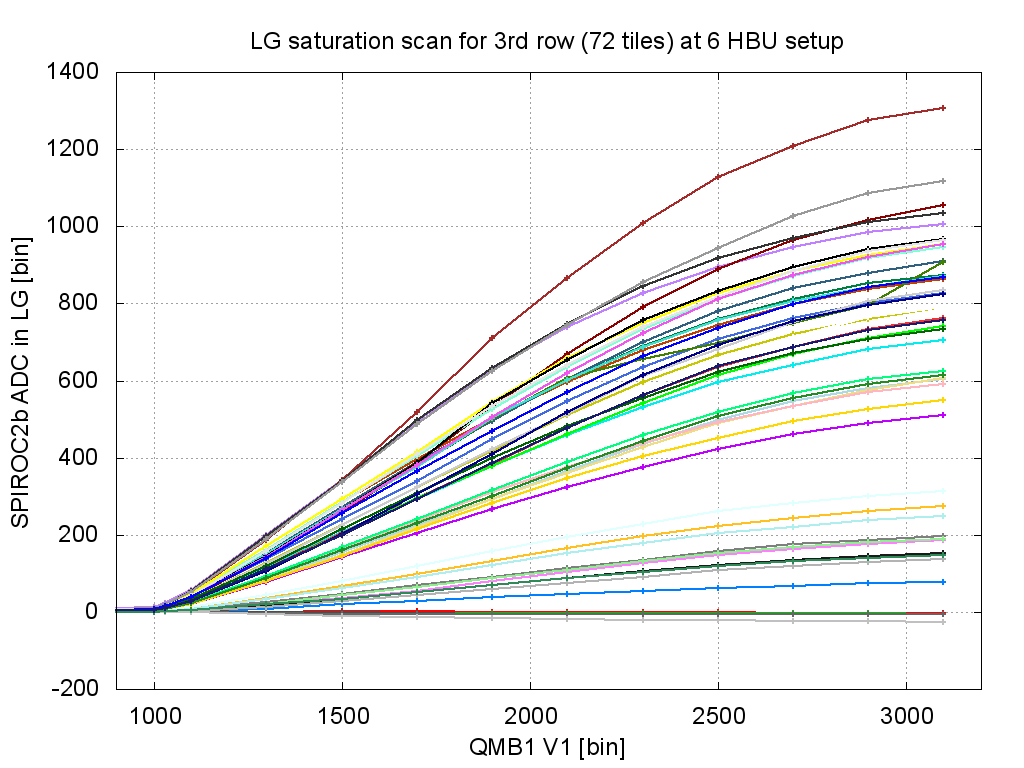 LG saturation scan for 3rd row (72 tiles) at 6 HBU setup
1400
1200
1000
800
600
400
200
0
-200
SPIROC2b ADC in LG [bin]
1000 1500 2000 2500 3000
QMB1 V1 [bin]